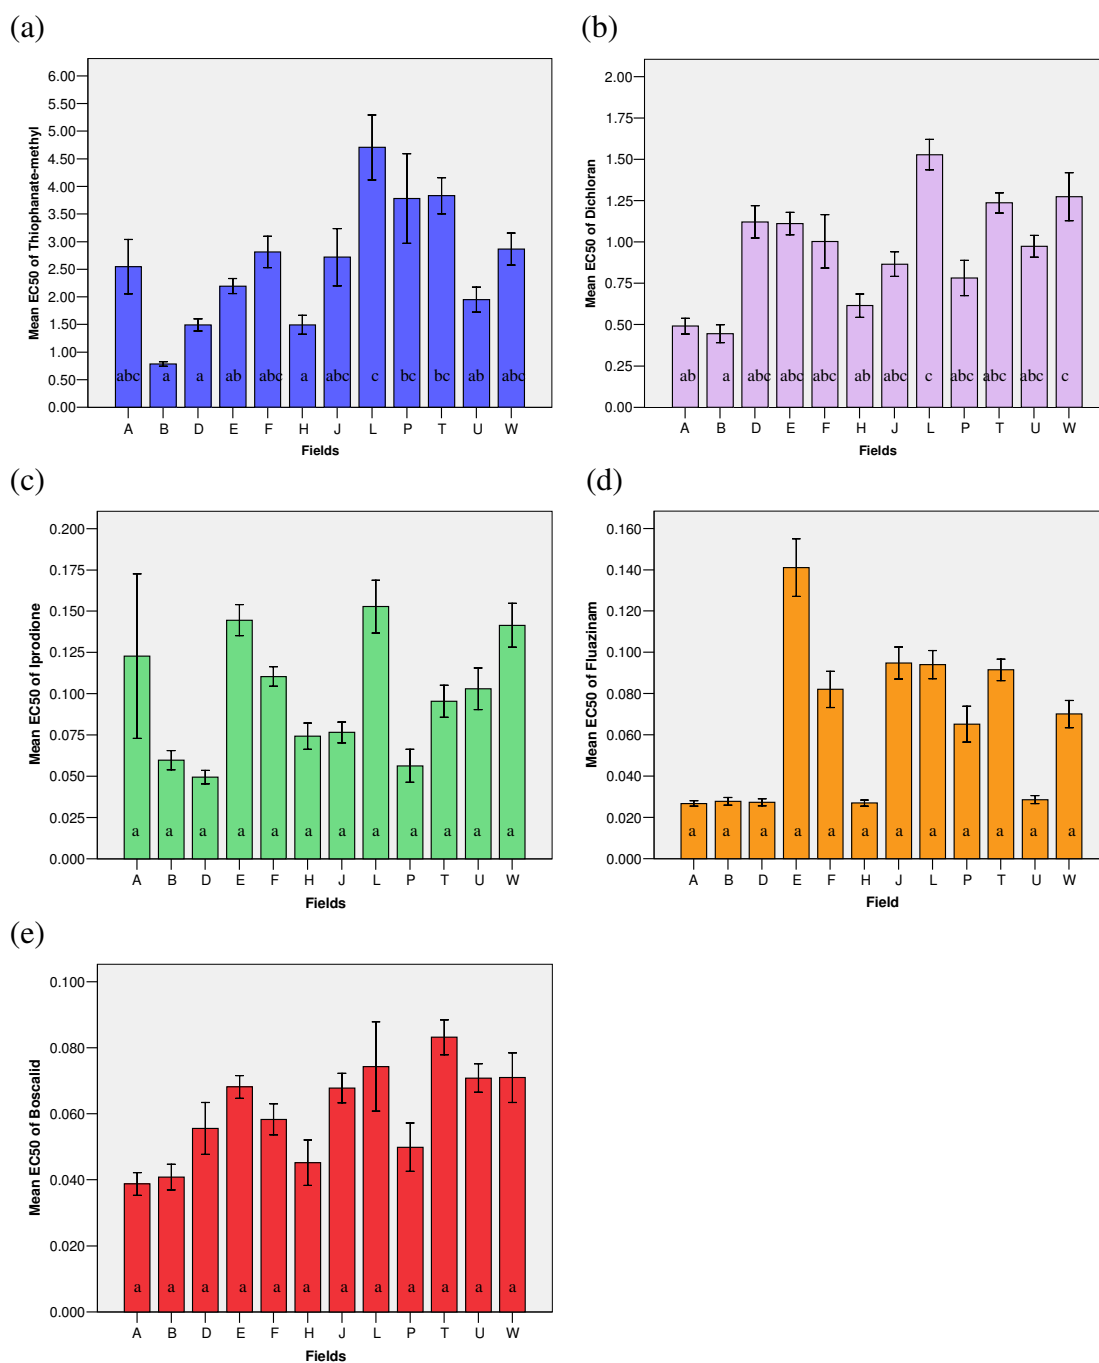 (a)
Mean EC50 of Thiophanate-methyl
6.00
5.50
5.00
4.50
4.00
3.50
3.00
2.50
2.00
1.50
1.00
0.50
0.00
abc a a ab abc a abc c bc bc ab abc
A B D E F H J L P T U W
Fields
(b)
Mean EC50 of Dichloran
2.00
1.75
1.50
1.25
1.00
0.75
0.50
0.25
0.00
ab a abc abc abc ab abc c abc abc abc c
A B D E F H J L P T U W
Fields
(c)
Mean EC50 of Iprodione
0.200
0.175
0.150
0.125
0.100
0.075
0.050
0.025
0.000
a a a a a a a a a a a a
A B D E F H J L P T U W
Fields
(d)
Mean EC50 of Fluazinam
0.160
0.140
0.120
0.100
0.080
0.060
0.040
0.020
0.000
a a a a a a a a a a a a
A B D E F H J L P T U W
Field
(e)
Mean EC50 of Boscalid
0.100
0.080
0.060
0.040
0.020
0.000
a a a a a a a a a a a a
A B D E F H J L P T U W
Fields